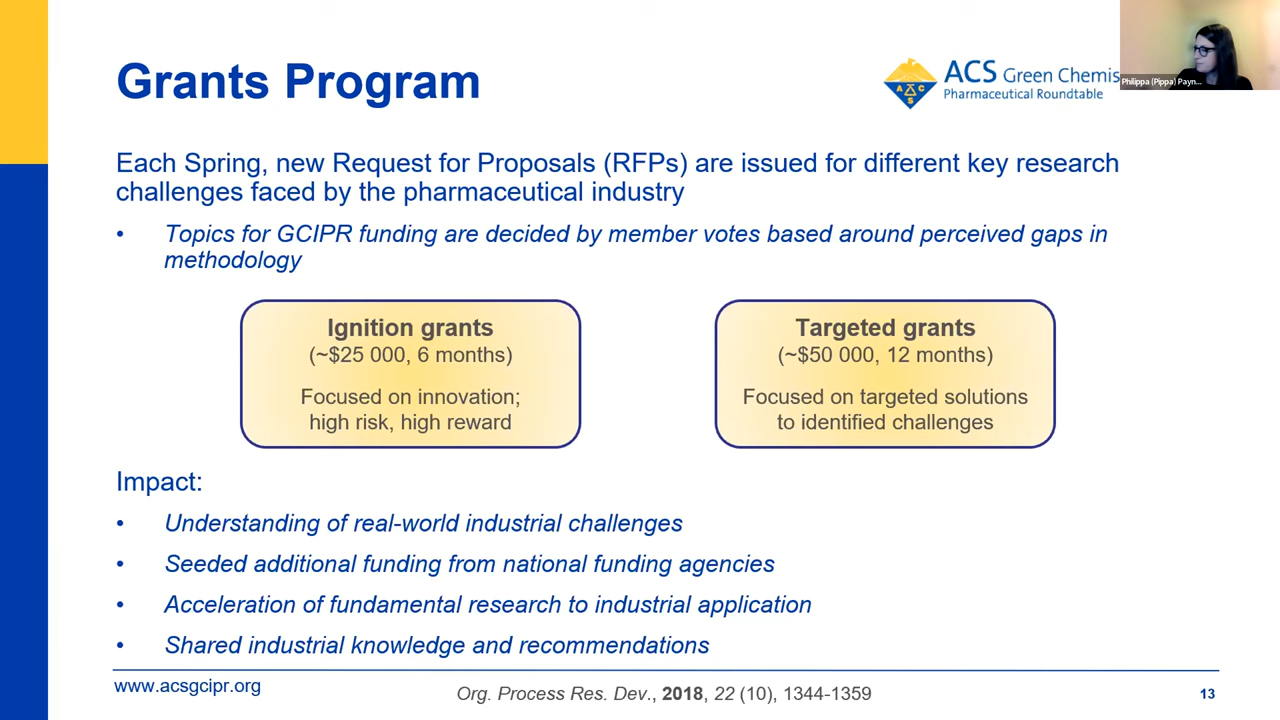 Grants Program
ACS Green Chemis
Pharmaceutical Roundtable
A C S
Philippa (Pippa) Payn...
Each Spring, new Request for Proposals (RFPs) are issued for different key research
challenges faced by the pharmaceutical industry
• Topics for GCIPR funding are decided by member votes based around perceived gaps in
methodology
Ignition grants
(~$25 000, 6 months)
Focused on innovation;
high risk, high reward
Targeted grants
(~$50 000, 12 months)
Focused on targeted solutions
to identified challenges
Impact:
• Understanding of real-world industrial challenges
• Seeded additional funding from national funding agencies
• Acceleration of fundamental research to industrial application
• Shared industrial knowledge and recommendations
www.acsgcipr.org
Org. Process Res. Dev., 2018, 22 (10), 1344-1359
13